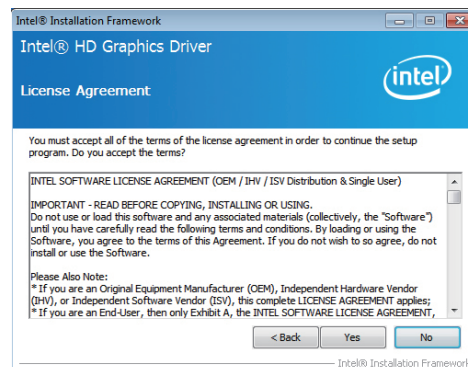 Intel® Installation Framework
Intel® HD Graphics Driver
(intel)
License Agreement
You must accept all of the terms of the license agreement in order to continue the setup
program. Do you accept the terms?
INTEL SOFTWARE LICENSE AGREEMENT (OEM / IHV / ISV Distribution & Single User)
IMPORTANT - READ BEFORE COPYING, INSTALLING OR USING.
Do not use or load this software and any associated materials (collectively, the "Software")
until you have carefully read the following terms and conditions. By loading or using the
Software, you agree to the terms of this Agreement. If you do not wish to so agree, do not
install or use the Software.
Please Also Note:
* If you are an Original Equipment Manufacturer (OEM), Independent Hardware Vendor
(IHV), or Independent Software Vendor (ISV), this complete LICENSE AGREEMENT applies;
* If you are an End-User, then only Exhibit A, the INTEL SOFTWARE LICENSE AGREEMENT,
< Back Yes No
Intel® Installation Framework